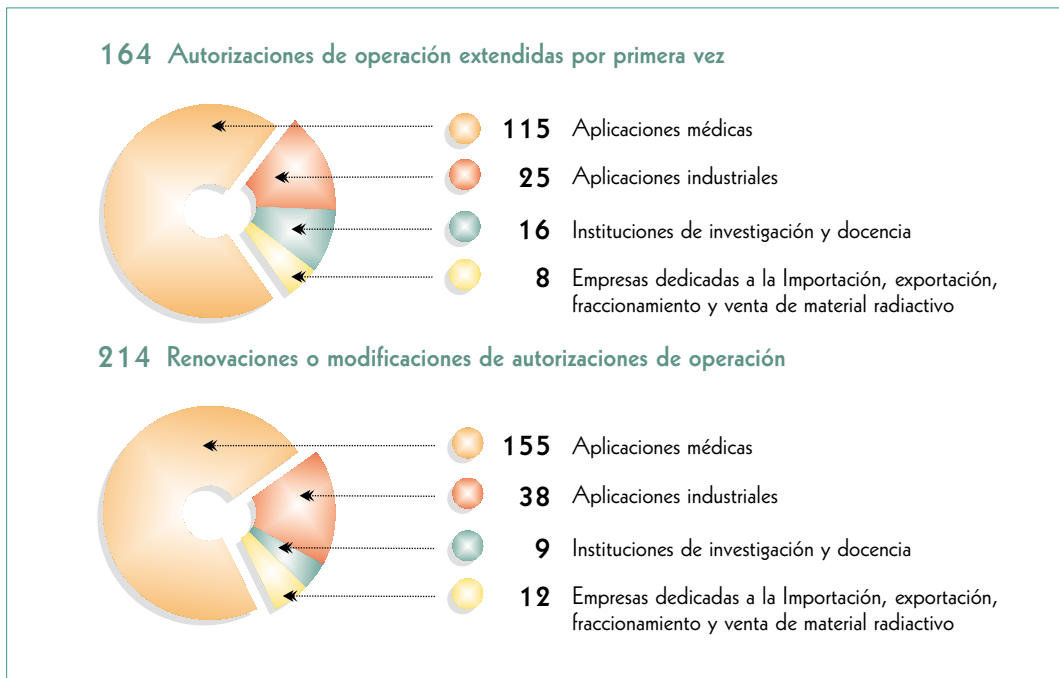 164 Autorizaciones de operación extendidas por primera vez
115 Aplicaciones médicas
25 Aplicaciones industriales
16 Instituciones de investigación y docencia
8 Empresas dedicadas a la Importación, exportación,
fraccionamiento y venta de material radiactivo
214 Renovaciones o modificaciones de autorizaciones de operación
155 Aplicaciones médicas
38 Aplicaciones industriales
9 Instituciones de investigación y docencia
12 Empresas dedicadas a la Importación, exportación,
fraccionamiento y venta de material radiactivo